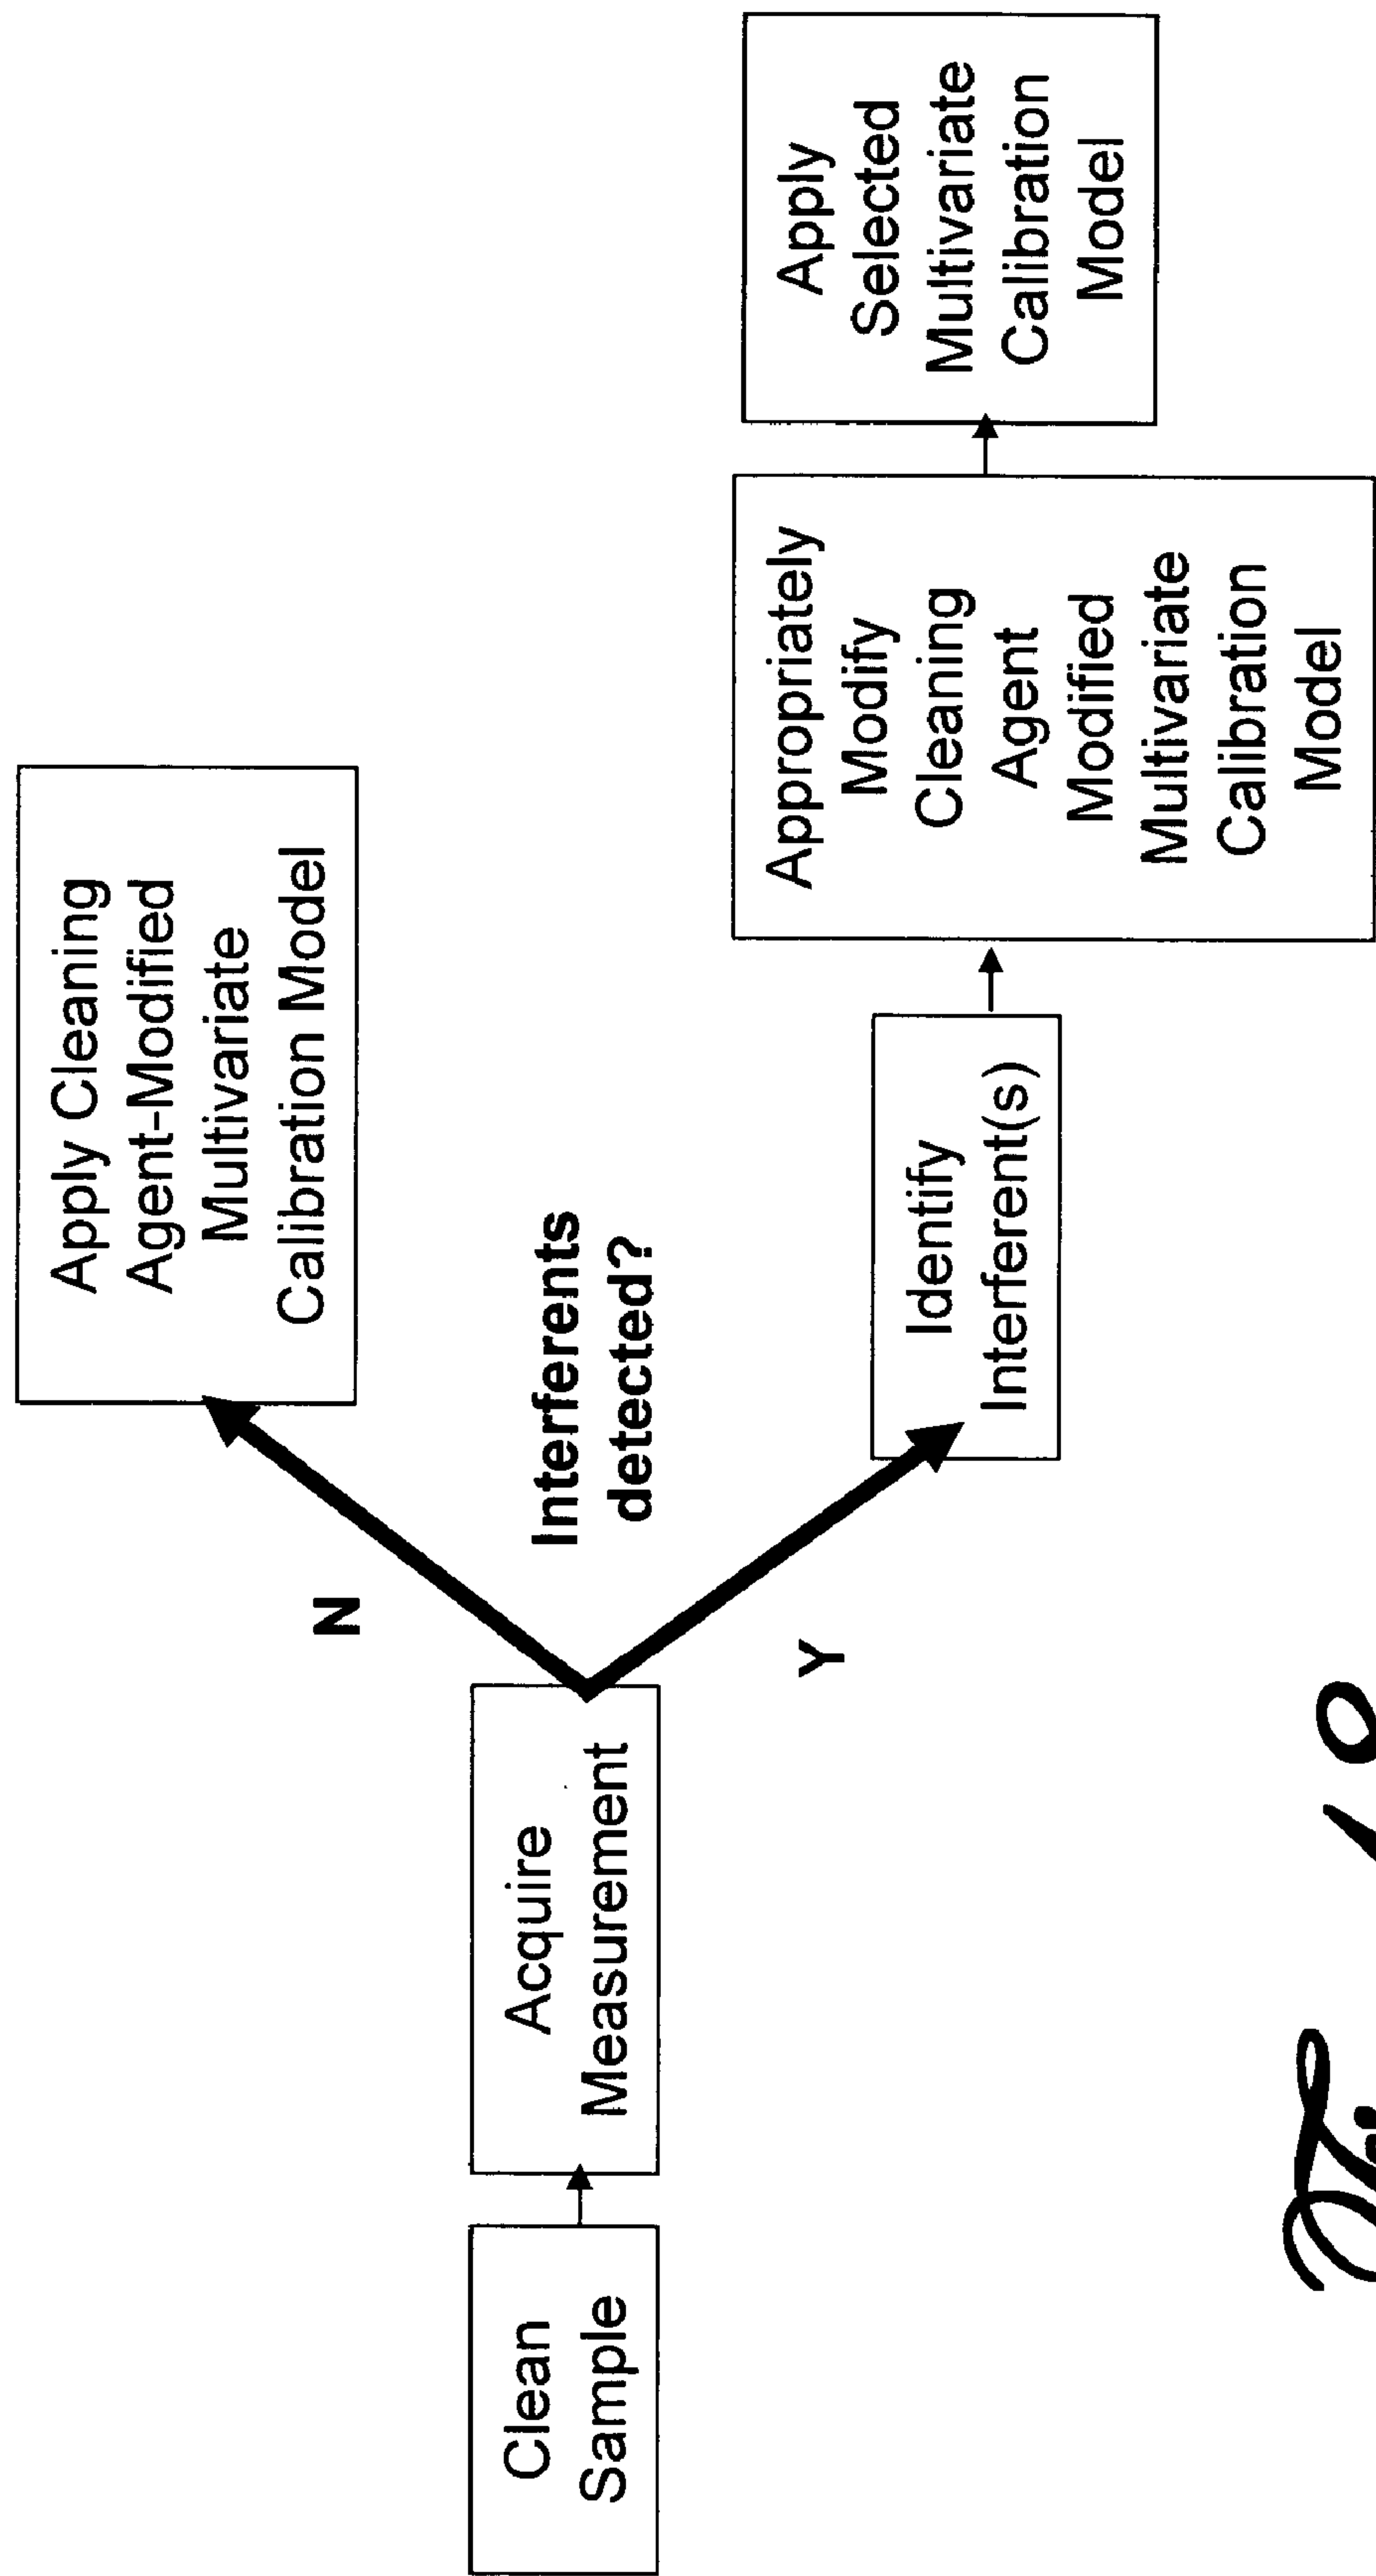 Clean
Sample
Acquire
Measurement
N
Interferents
detected?
Y
Apply Cleaning
Agent-Modified
Multivariate
Calibration Model
Identify
Interferent(s)
Appropriately
Modify
Cleaning
Agent
Modified
Multivariate
Calibration
Model
Apply
Selected
Multivariate
Calibration
Model